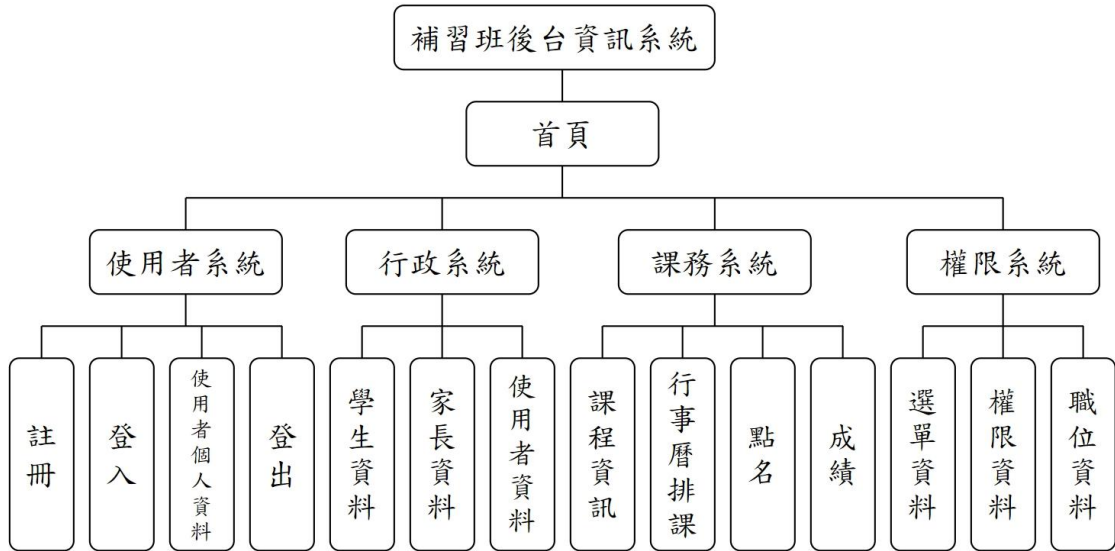 補習班後台資訊系統
首頁
使用者系統
行政系統
課務系統
權限系統
註冊
登入
使用者個人資料
登出
學生資料
家長資料
使用者資料
課程資訊
行事曆排課
點名
成績
選單資料
權限資料
職位資料